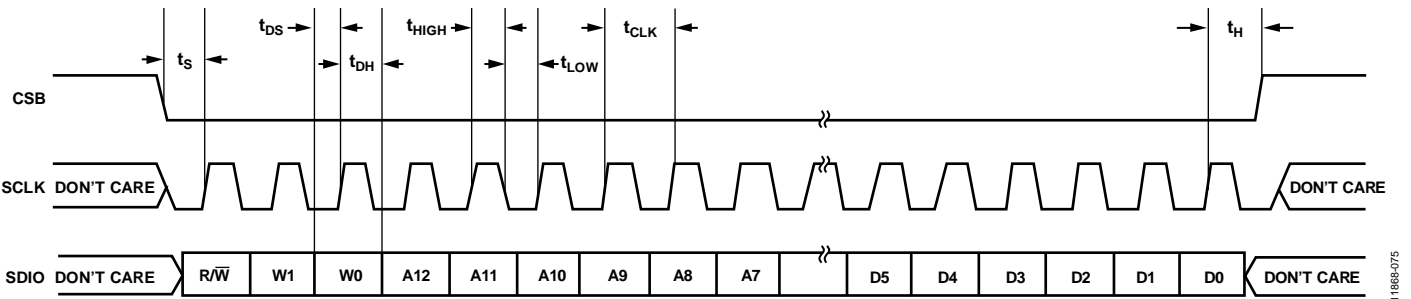 tDS tHIGH tCLK tH
tS tDH tLOW
CSB
SCLK DON'T CARE DON'T CARE
SDIO DON'T CARE R/W̅ W1 W0 A12 A11 A10 A9 A8 A7 D5 D4 D3 D2 D1 D0 DON'T CARE
11868-075